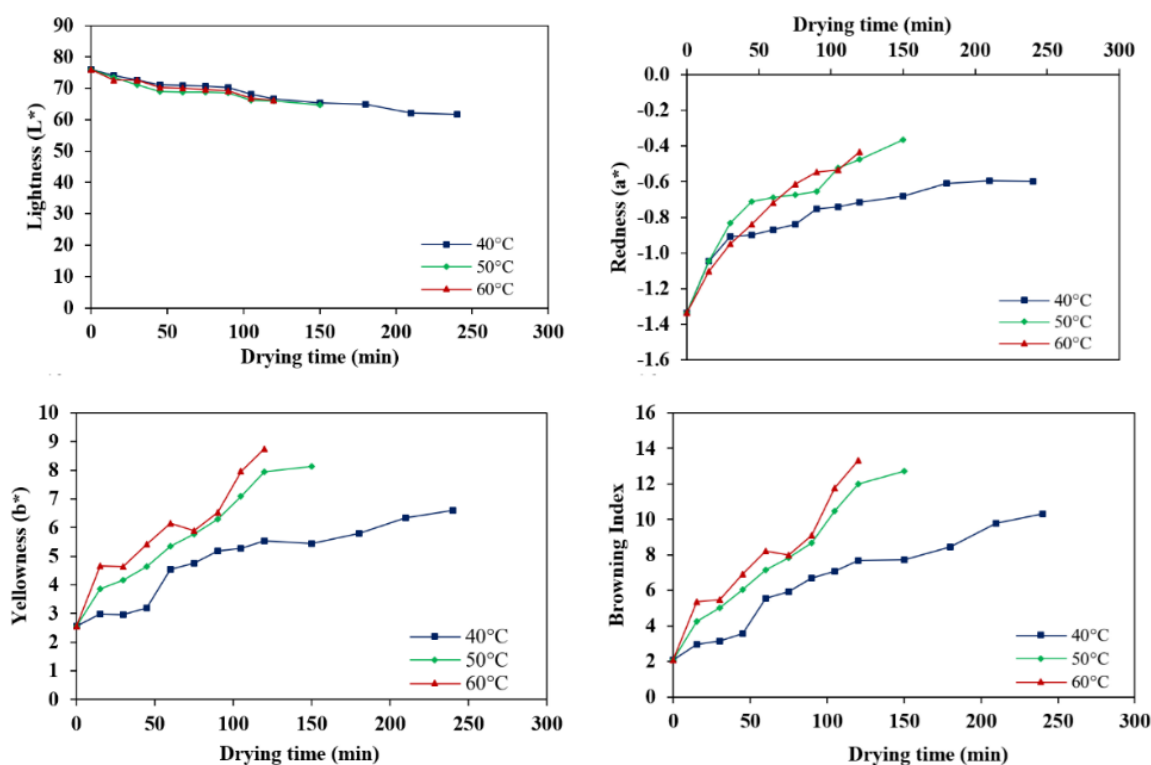 90
80
70
60
50
40
30
20
10
0
Lightness (L*)
40°C
50°C
60°C
0 50 100 150 200 250 300
Drying time (min)
Drying time (min)
0 50 100 150 200 250 300
0.0
-0.2
-0.4
-0.6
-0.8
-1.0
-1.2
-1.4
-1.6
Redness (a*)
40°C
50°C
60°C
10
9
8
7
6
5
4
3
2
1
0
Yellowness (b*)
40°C
50°C
60°C
0 50 100 150 200 250 300
Drying time (min)
16
14
12
10
8
6
4
2
0
Browning Index
40°C
50°C
60°C
0 50 100 150 200 250 300
Drying time (min)